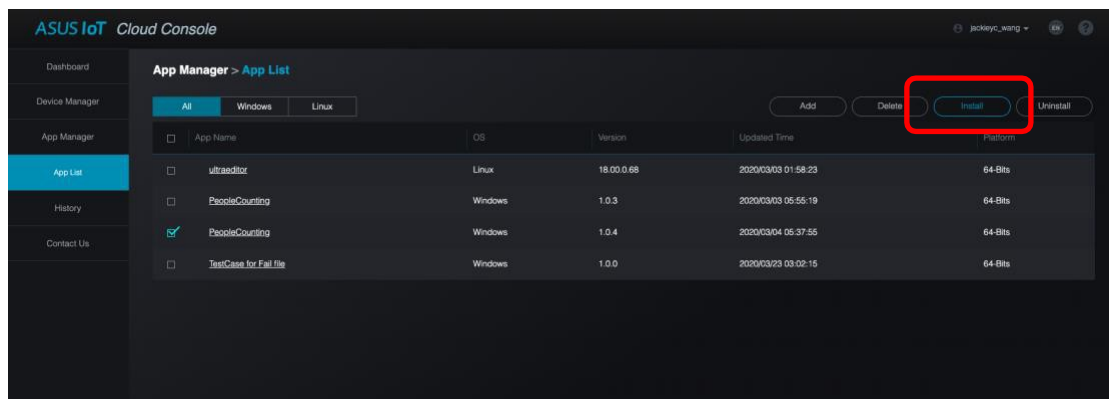 ASUS IoT Cloud Console jackieyc_wang EN ?
Dashboard
App Manager > App List
Device Manager
All Windows Linux Add Delete Install Uninstall
App Manager
App Name OS Version Updated Time Platform
App List
ultraeditor Linux 18.00.0.68 2020/03/03 01:58:23 64-Bits
History
PeopleCounting Windows 1.0.3 2020/03/03 05:55:19 64-Bits
Contact Us
PeopleCounting Windows 1.0.4 2020/03/04 05:37:55 64-Bits
TestCase for Fail file Windows 1.0.0 2020/03/23 03:02:15 64-Bits